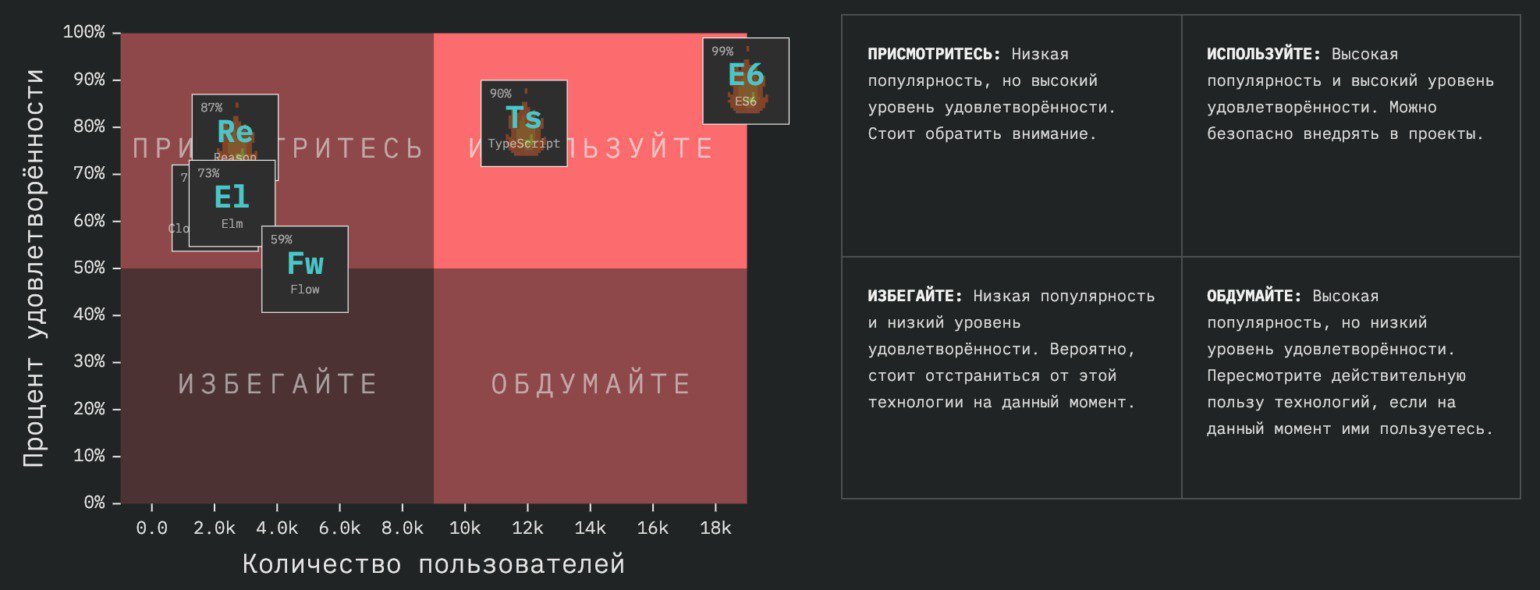 Процент удовлетворённости
100%
90%
80%
70%
60%
50%
40%
30%
20%
10%
0%
0.0 2.0k 4.0k 6.0k 8.0k 10k 12k 14k 16k 18k
Количество пользователей
ИЗБЕГАЙТЕ
ОБДУМАЙТЕ
87%
Re
Reason
73%
El
Elm
59%
Fw
Flow
90%
Ts
TypeScript
99%
E6
ES6
ПРИСМОТРИТЕСЬ: Низкая
популярность, но высокий
уровень удовлетворённости.
Стоит обратить внимание.
ИСПОЛЬЗУЙТЕ: Высокая
популярность и высокий уровень
удовлетворённости. Можно
безопасно внедрять в проекты.
ИЗБЕГАЙТЕ: Низкая популярность
и низкий уровень
удовлетворённости. Вероятно,
стоит отстраниться от этой
технологии на данный момент.
ОБДУМАЙТЕ: Высокая
популярность, но низкий
уровень удовлетворённости.
Пересмотрите действительную
пользу технологий, если на
данный момент ими пользуетесь.